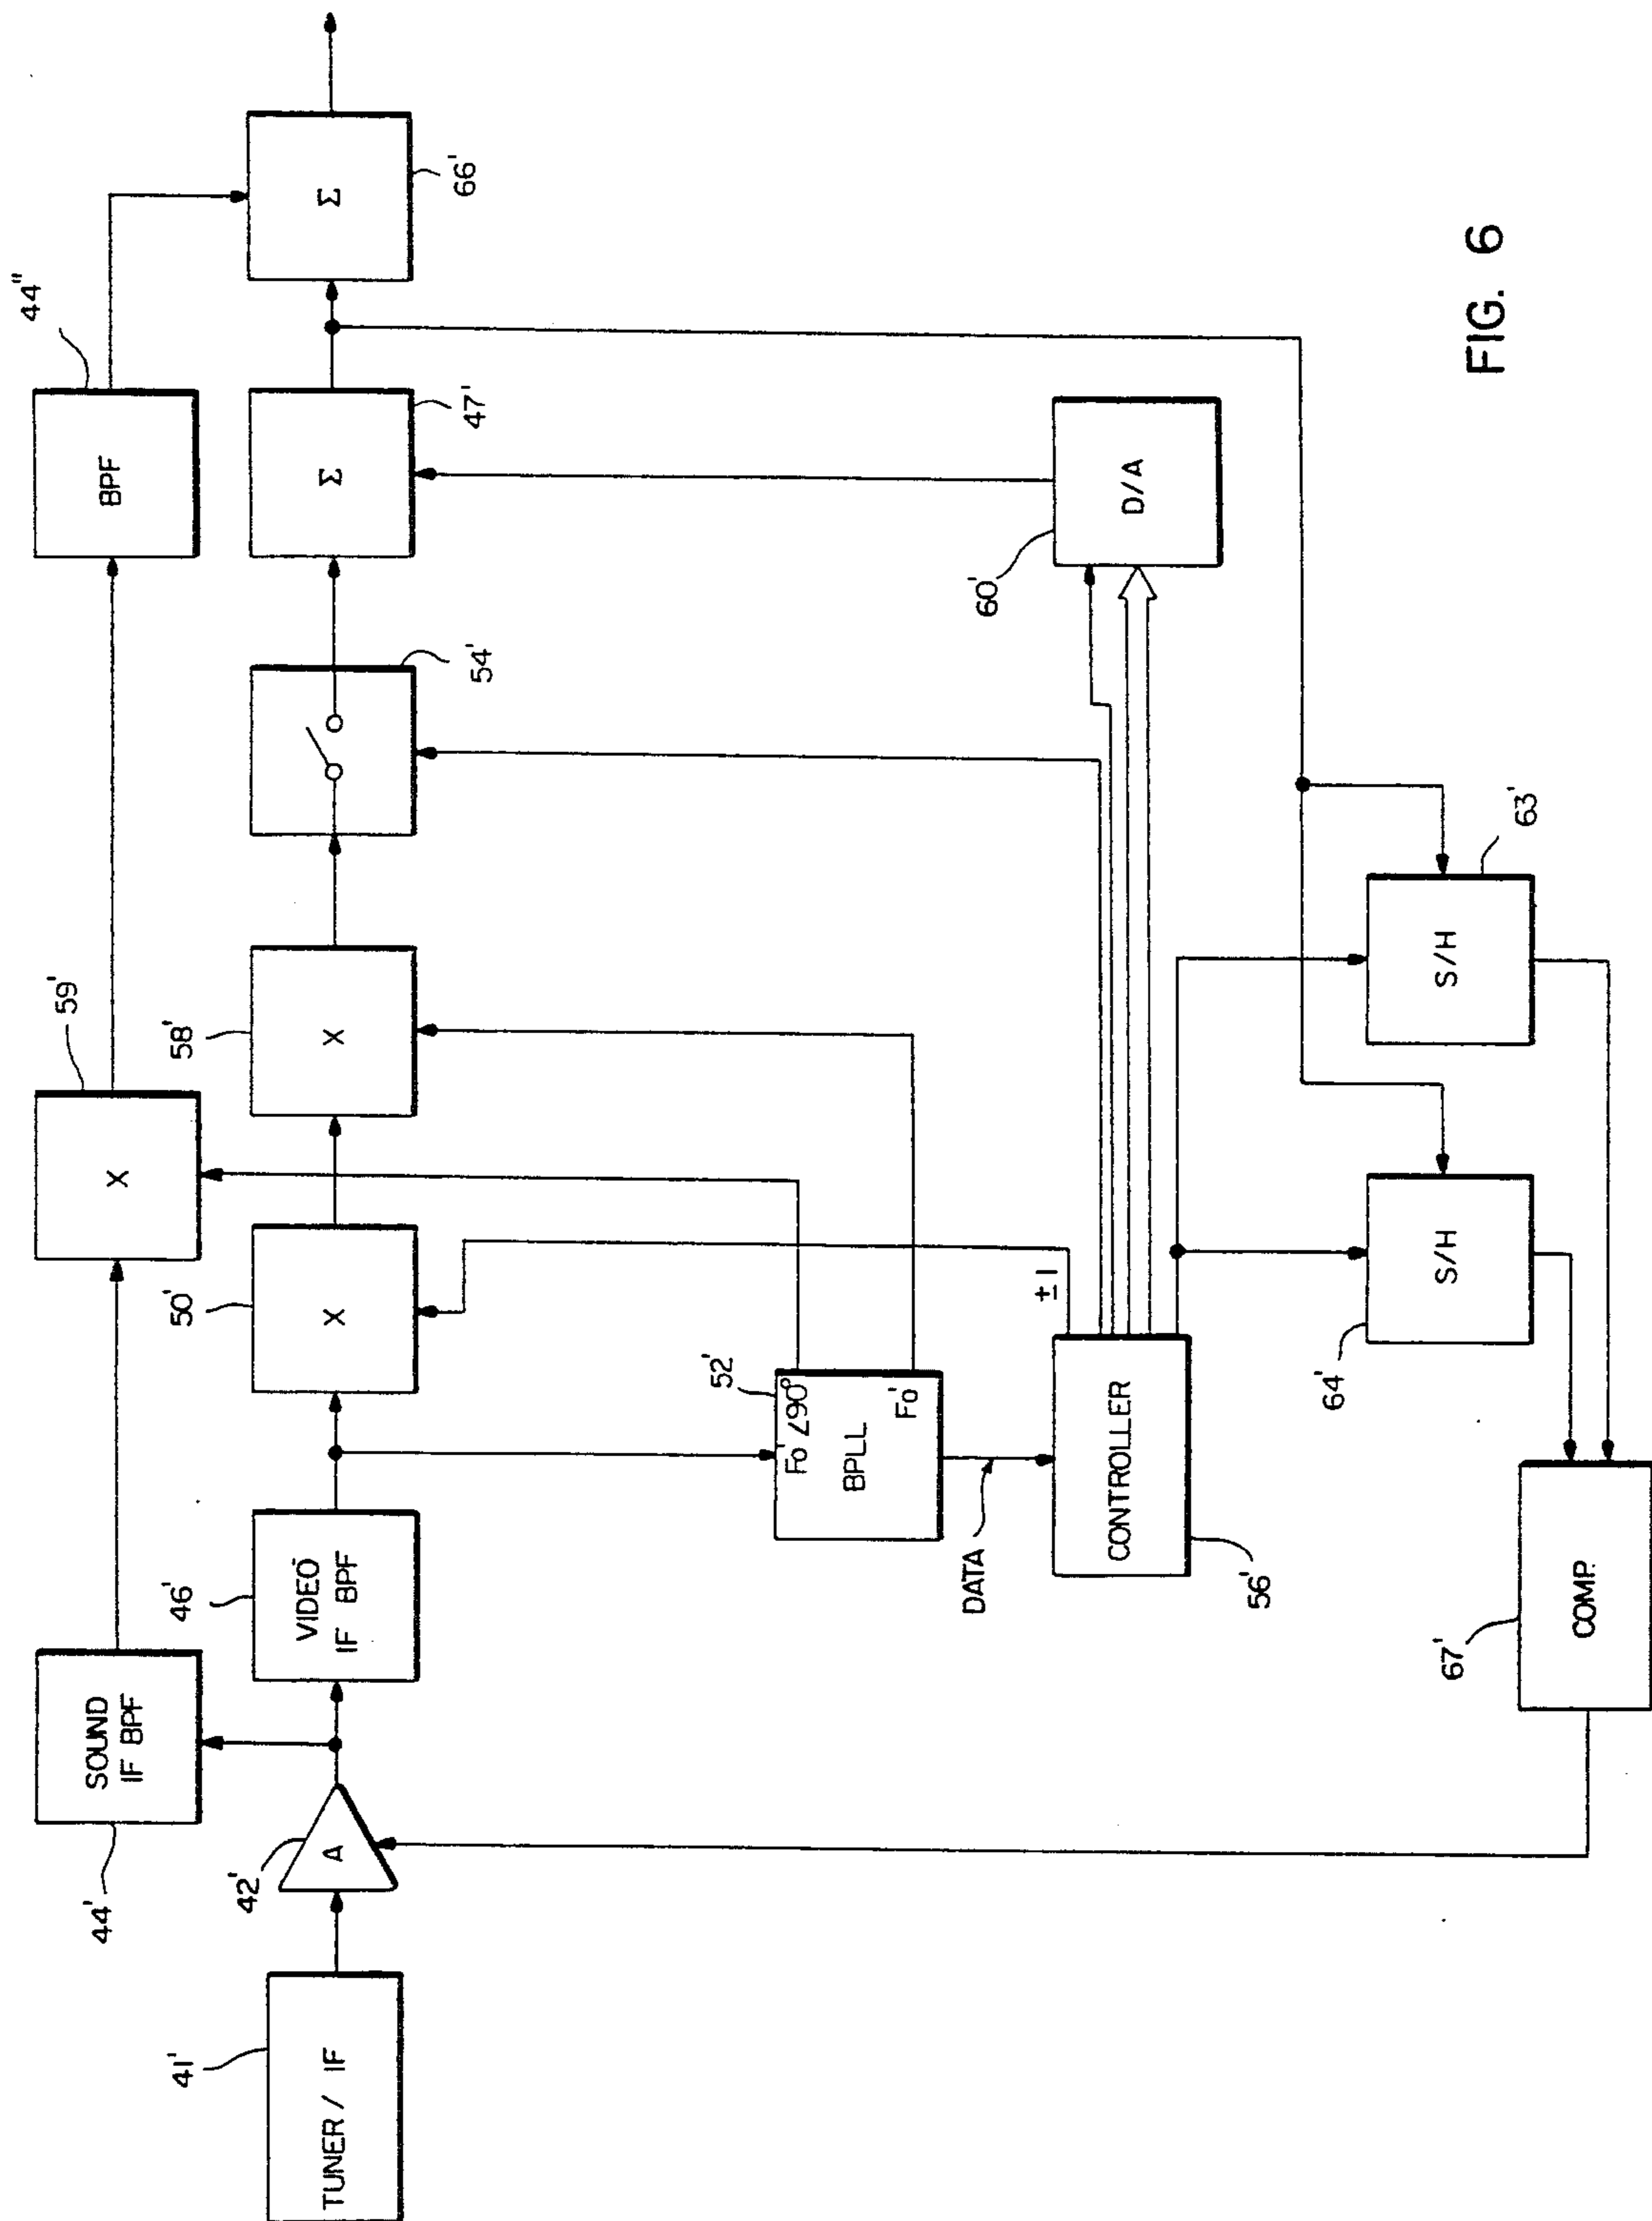 44'
SOUND
IF BPF
59'
X
44"
BPF
41'
TUNER / IF
42'
A
46'
VIDEO
IF BPF
50'
X
58'
X
54'
Σ
47'
Σ
66'
52'
Fo' ∠90°
BPLL
Fo'
DATA
±1
CONTROLLER
56'
60'
D/A
64'
S/H
S/H
63'
67'
COMP.
FIG. 6